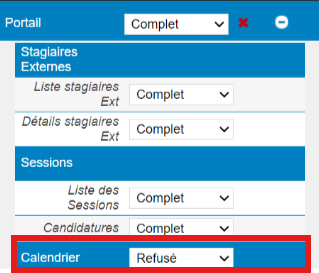 Portail Complet
Stagiaires
Externes
Liste stagiaires
Ext Complet
Détails stagiaires
Ext Complet
Sessions
Liste des
Sessions Complet
Candidatures Complet
Calendrier Refusé